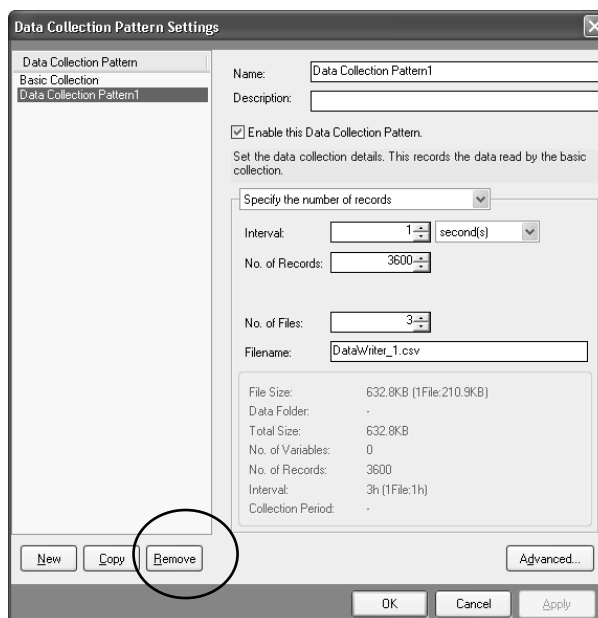 Data Collection Pattern Settings
Data Collection Pattern
Basic Collection
Data Collection Pattern1
Name: Data Collection Pattern1
Description:
Enable this Data Collection Pattern.
Set the data collection details. This records the data read by the basic
collection.
Specify the number of records
Interval: 1 second(s)
No. of Records: 3600
No. of Files: 3
Filename: DataWriter_1.csv
File Size: 632.8KB (1File:210.9KB)
Data Folder: -
Total Size: 632.8KB
No. of Variables: 0
No. of Records: 3600
Interval: 3h (1File:1h)
Collection Period: -
New Copy Remove Advanced...
OK Cancel Apply